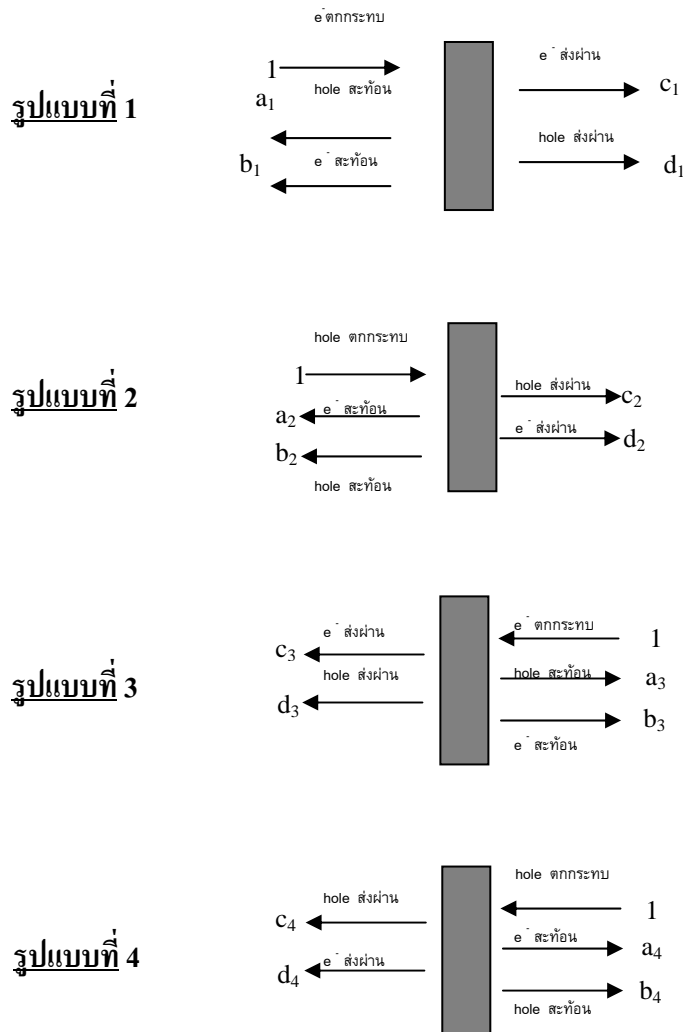 รูปแบบที่ 1
e⁻ตกกระทบ
1
hole สะท้อน
a₁
e⁻ สะท้อน
b₁
e⁻ ส่งผ่าน
c₁
hole ส่งผ่าน
d₁
รูปแบบที่ 2
hole ตกกระทบ
1
a₂ e⁻ สะท้อน
b₂
hole สะท้อน
hole ส่งผ่าน c₂
e⁻ ส่งผ่าน d₂
รูปแบบที่ 3
e⁻ ส่งผ่าน
c₃
hole ส่งผ่าน
d₃
e⁻ ตกกระทบ
1
hole สะท้อน a₃
b₃
e⁻ สะท้อน
รูปแบบที่ 4
hole ส่งผ่าน
c₄
e⁻ ส่งผ่าน
d₄
hole ตกกระทบ
1
e⁻ สะท้อน a₄
b₄
hole สะท้อน